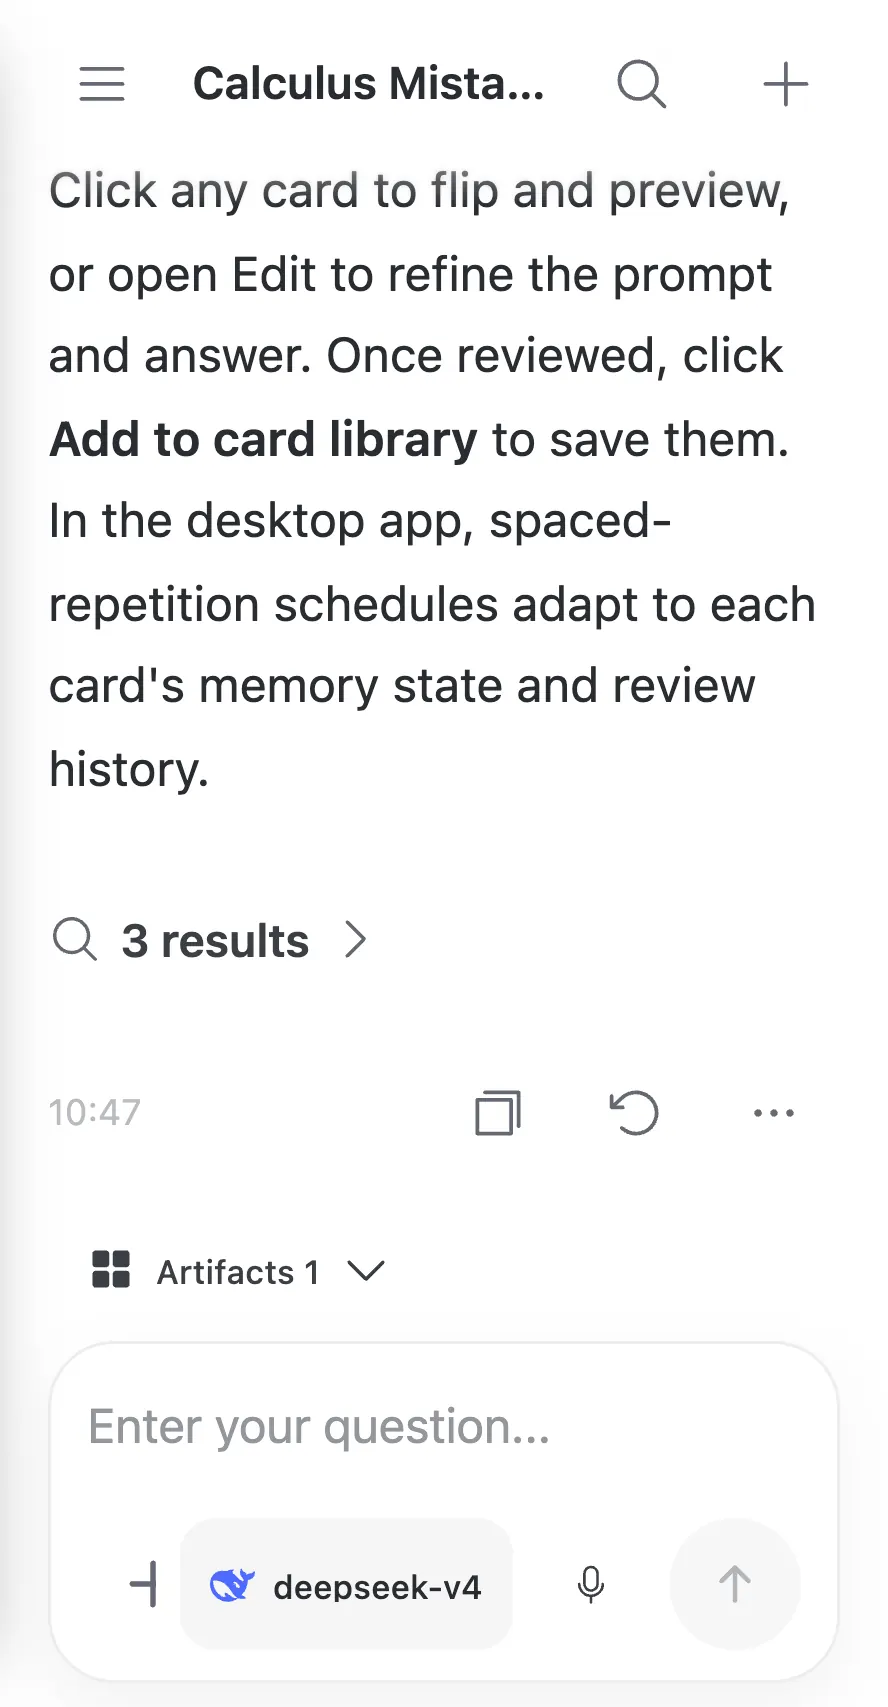 Calculus Mista...
Click any card to flip and preview,
or open Edit to refine the prompt
and answer. Once reviewed, click
Add to card library to save them.
In the desktop app, spaced-
repetition schedules adapt to each
card's memory state and review
history.
3 results
10:47
Artifacts 1
Enter your question...
deepseek-v4